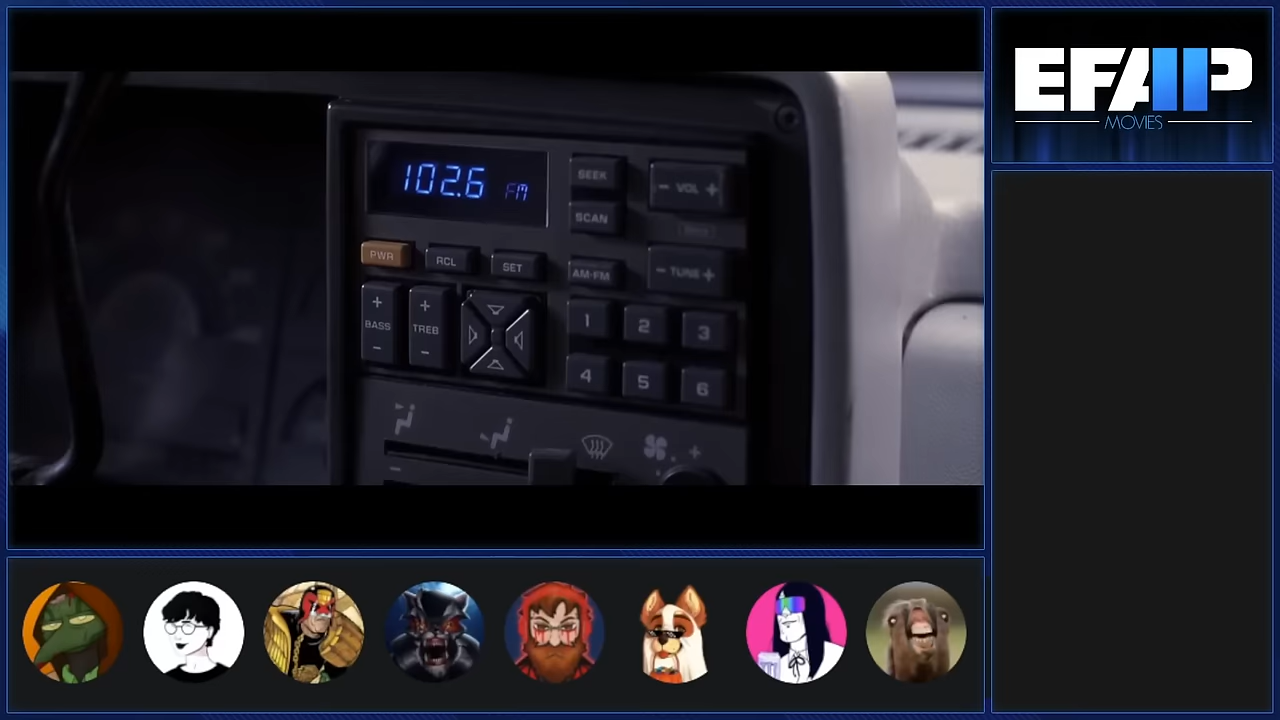 EFAP
MOVIES
102.6 FM
SEEK
- VOL +
SCAN
PWR
RCL
SET
AM-FM
- TUNE +
+
+
BASS
TREB
-
-
1
2
3
4
5
6
+
-